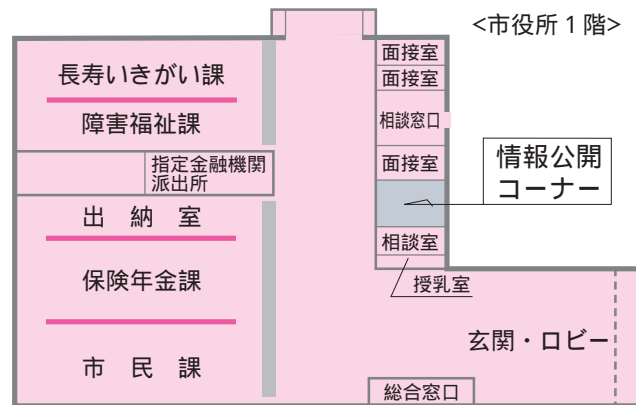 <市役所1階>
長寿いきがい課
障害福祉課
指定金融機関
派出所
出納室
保険年金課
市民課
面接室
面接室
相談窓口
面接室
情報公開
コーナー
相談室
授乳室
玄関・ロビー
総合窓口